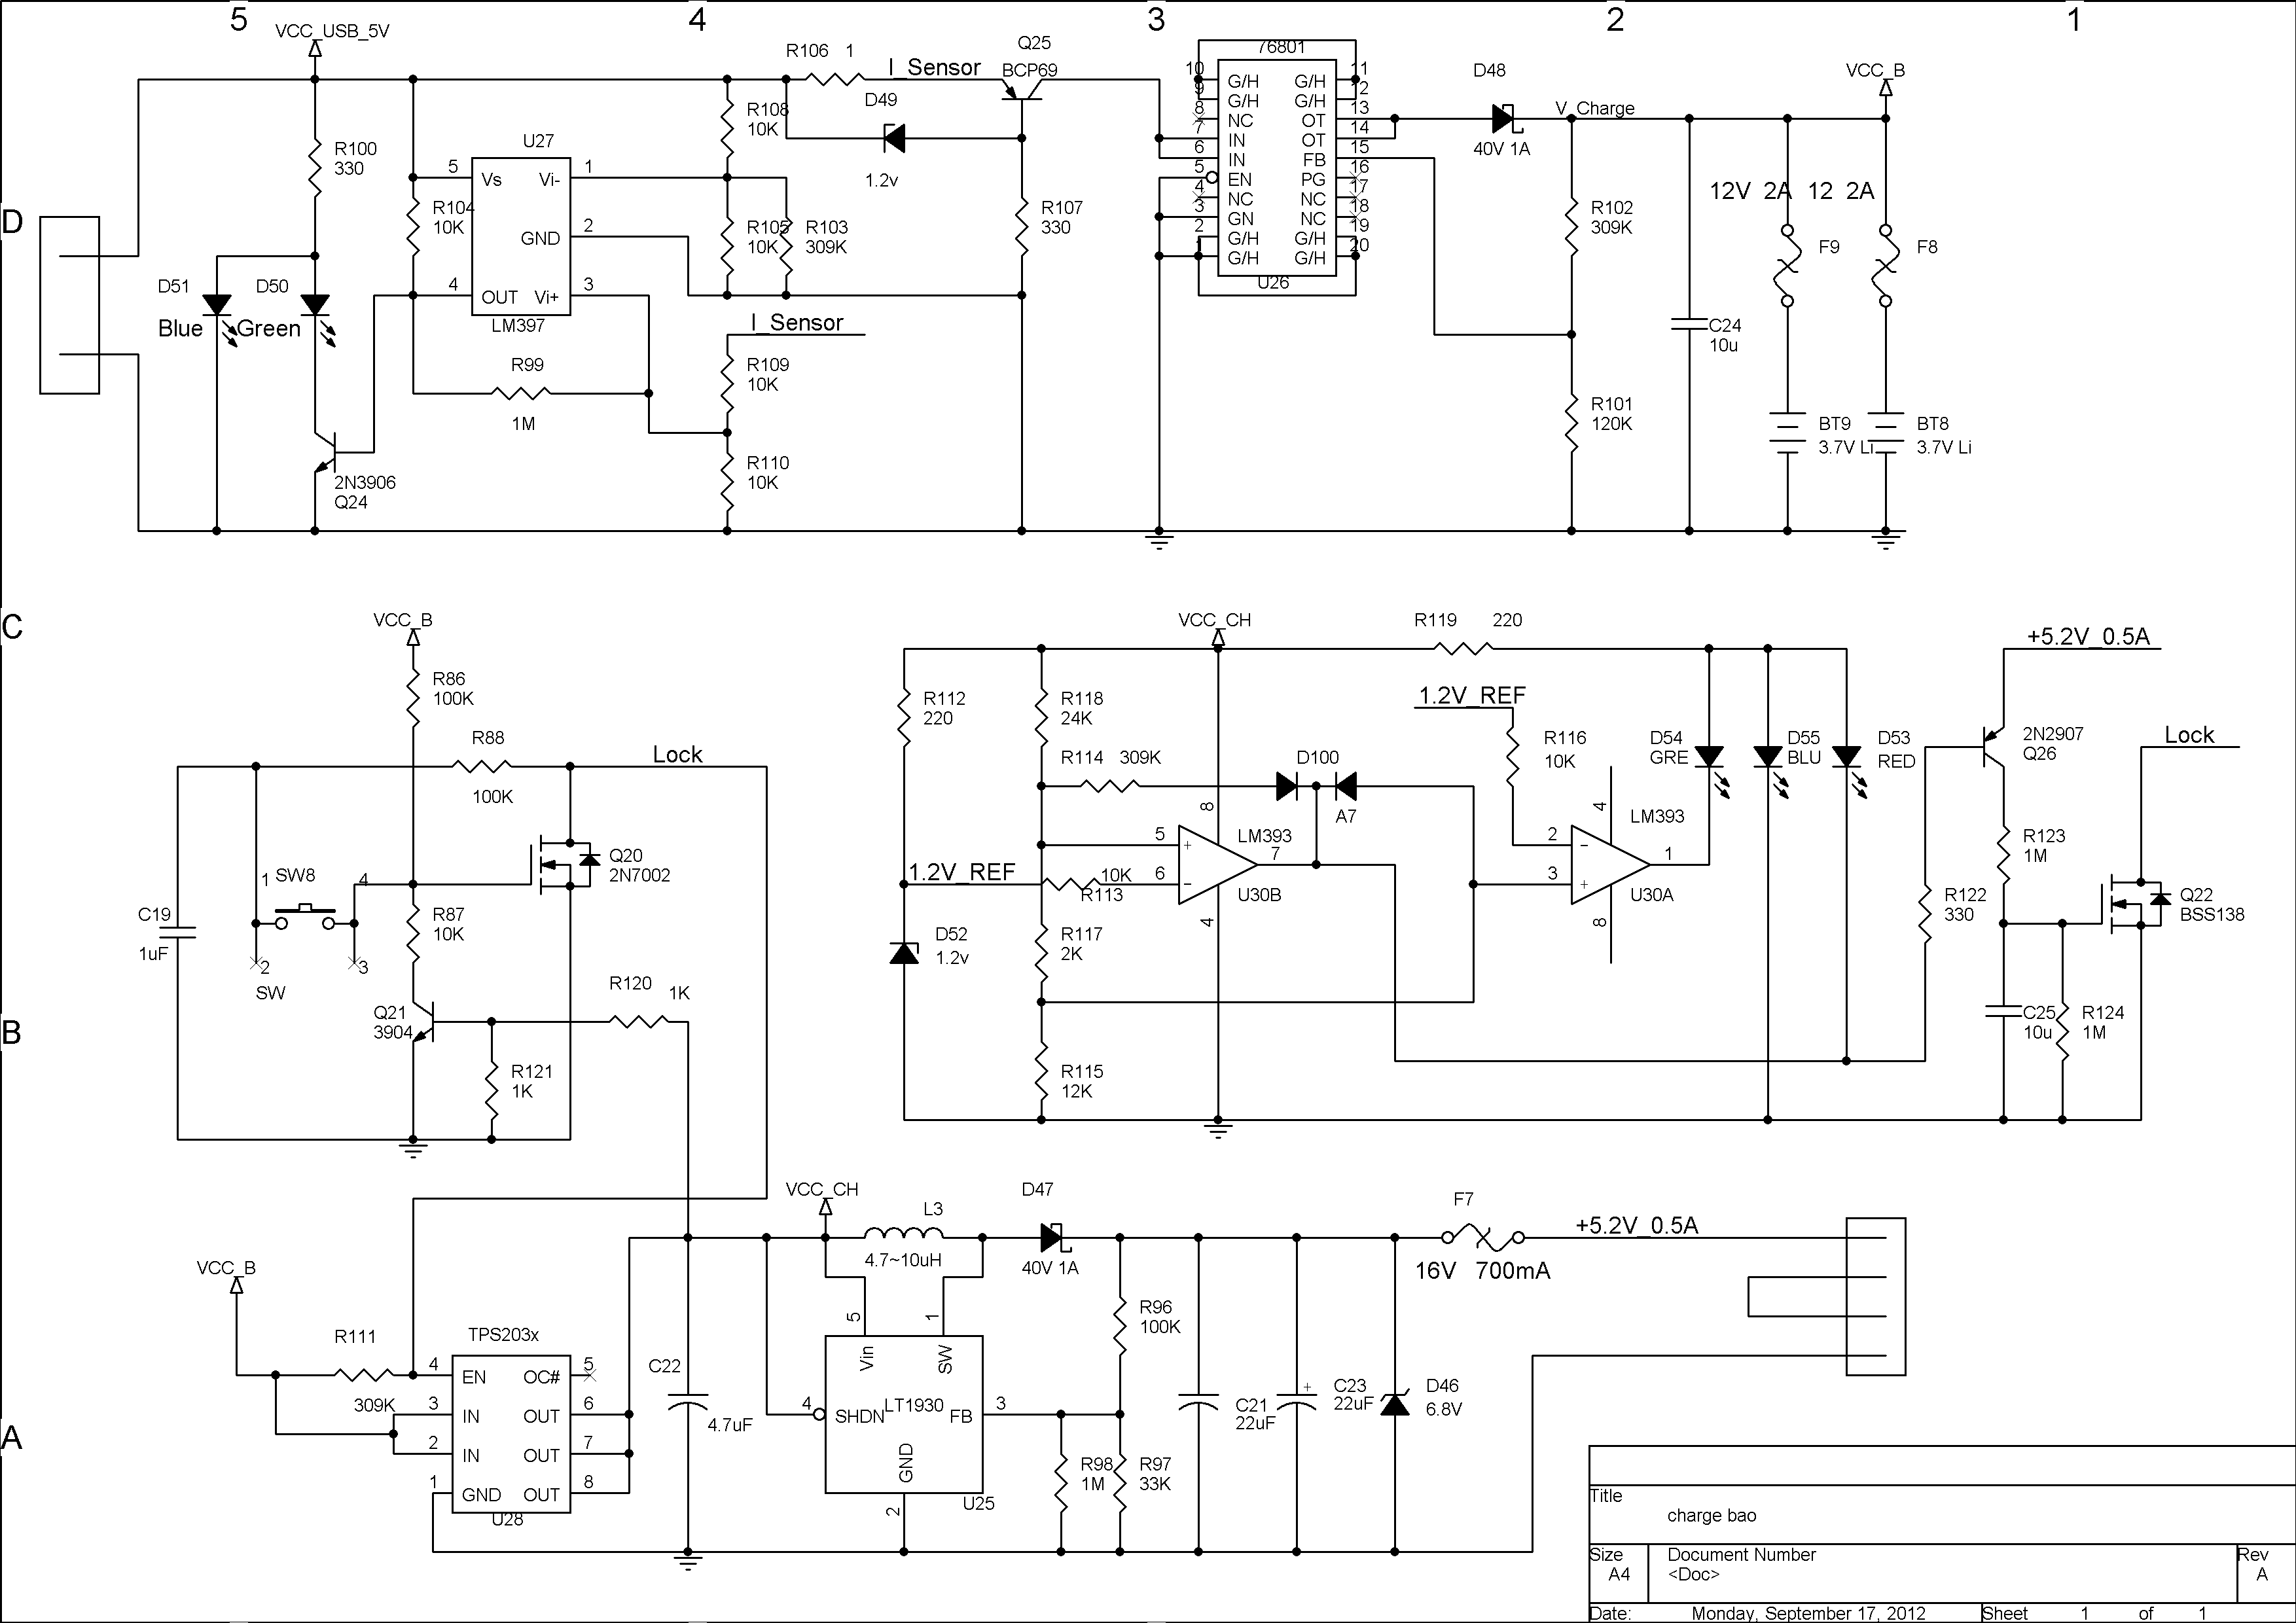 5 4 3 2 1
D
C
B
A
VCC_USB_5V
R106 1
I_Sensor
Q25
BCP69
D49
1.2v
R108
10K
R100
330
U27
5 Vs
Vi- 1
GND 2
4 OUT
Vi+ 3
LM397
R104
10K
R105
10K
R103
309K
R107
330
D51
Blue
D50
Green
R99
1M
2N3906
Q24
I_Sensor
R109
10K
R110
10K
76801
10 G/H G/H 11
9 G/H G/H 12
8 NC OT 13
7 IN OT 14
6 IN FB 15
5 EN PG 16
4 NC NC 17
3 GN NC 18
2 G/H G/H 19
1 G/H G/H 20
U26
D48
40V 1A
V_Charge
VCC_B
R102
309K
R101
120K
C24
10u
12V 2A 12 2A
F9
F8
BT9
3.7V Li
BT8
3.7V Li
VCC_B
R86
100K
R88
100K
Lock
Q20
2N7002
1 SW8 4
2 3
SW
C19
1uF
R87
10K
Q21
3904
R120 1K
R121
1K
VCC_CH
R119 220
R112
220
R118
24K
R114 309K
D100
A7
8
5 +
6 -
7
4
LM393
U30B
1.2V_REF
10K
R113
D52
1.2v
R117
2K
R115
12K
1.2V_REF
R116
10K
4
2 -
3 +
1
8
LM393
U30A
D54
GRE
D55
BLU
D53
RED
+5.2V_0.5A
2N2907
Q26
R123
1M
R122
330
Lock
Q22
BSS138
C25
10u
R124
1M
VCC_B
R111
309K
TPS203x
4 EN OC# 5
3 IN OUT 6
2 IN OUT 7
1 GND OUT 8
U28
C22
4.7uF
VCC_CH
L3
4.7~10uH
D47
40V 1A
5 Vin
1 SW
4 SHDN
LT1930
FB 3
GND 2
U25
R96
100K
R98
1M
R97
33K
C21
22uF
+
C23
22uF
D46
6.8V
F7
16V 700mA
+5.2V_0.5A
Title
charge bao
Size
A4
Document Number
<Doc>
Rev
A
Date: Monday, September 17, 2012 Sheet 1 of 1